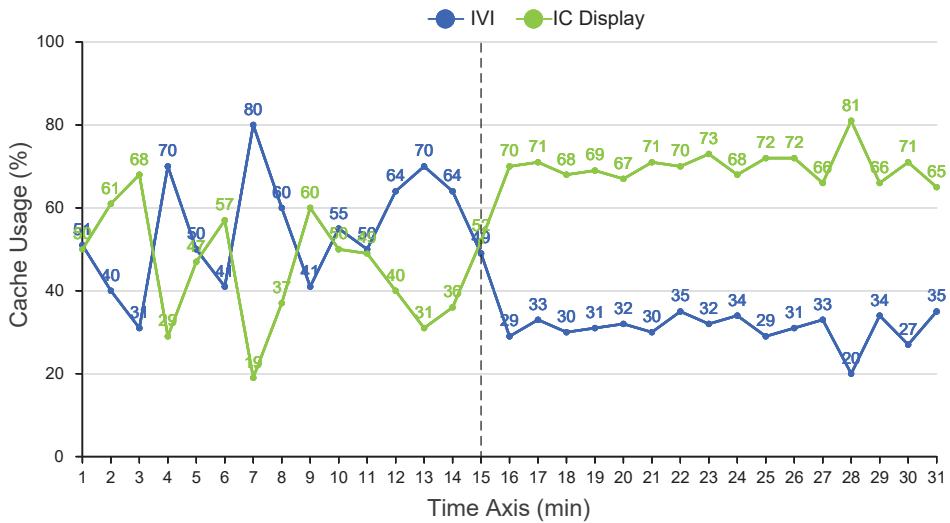 IVI IC Display
Cache Usage (%)
100
80
60
40
20
0
51 40 31 70 50 41 80 60 41 55 50 64 70 64 49 29 33 30 31 32 30 35 32 34 29 31 33 20 34 27 35
61 68 29 47 57 19 37 60 50 49 40 31 36 52 70 71 68 69 67 71 70 73 68 72 72 66 81 66 71 65
1 2 3 4 5 6 7 8 9 10 11 12 13 14 15 16 17 18 19 20 21 22 23 24 25 26 27 28 29 30 31
Time Axis (min)